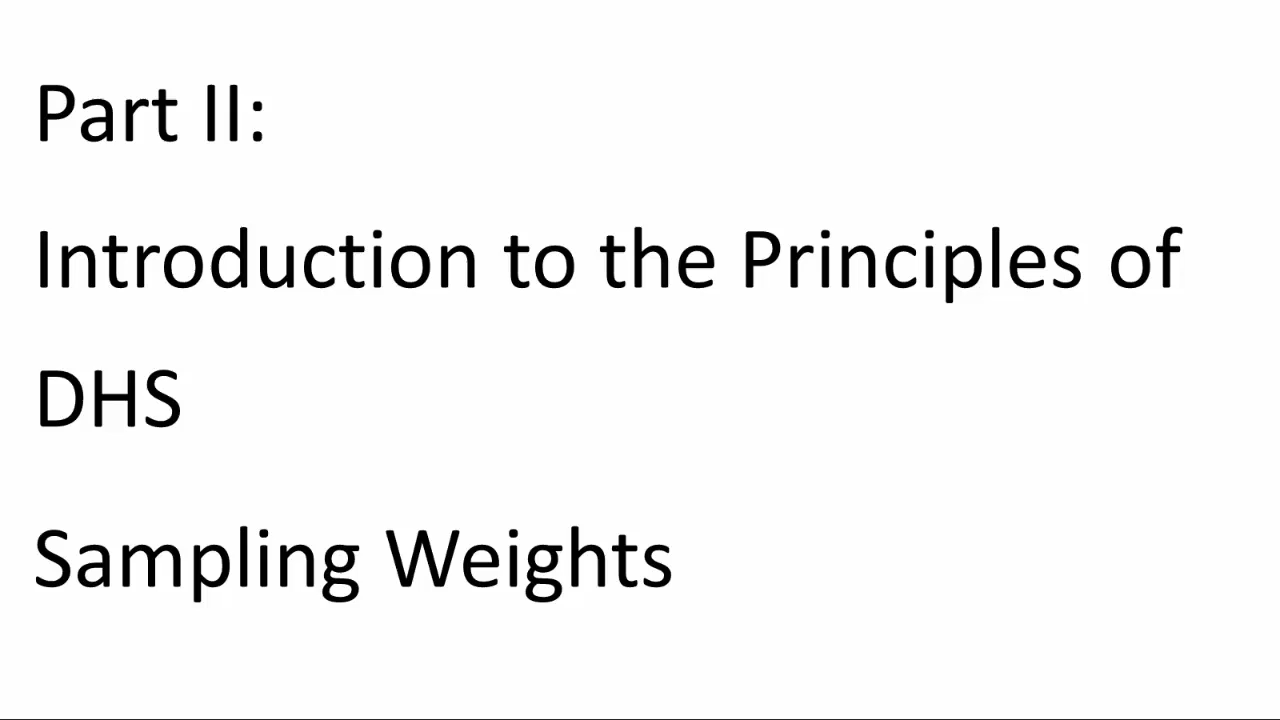 Part II:
Introduction to the Principles of
DHS
Sampling Weights